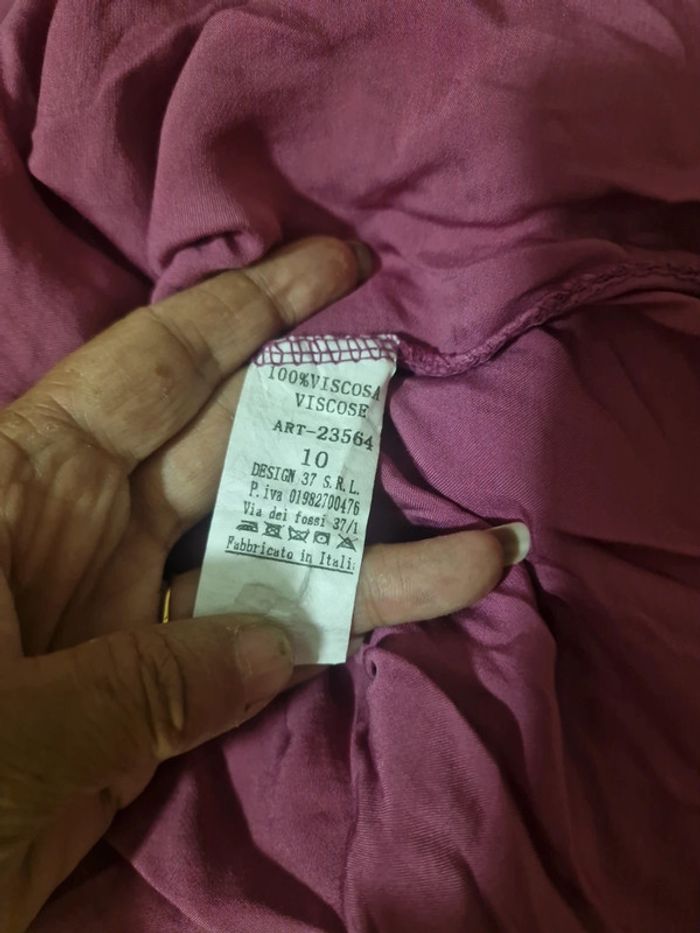 100%VISCOSA
VISCOSE
ART-23564
10
DESIGN 37 S.R.L.
P.iva 01982700476
Via dei fossi 37/1
Fabbricato in Itali